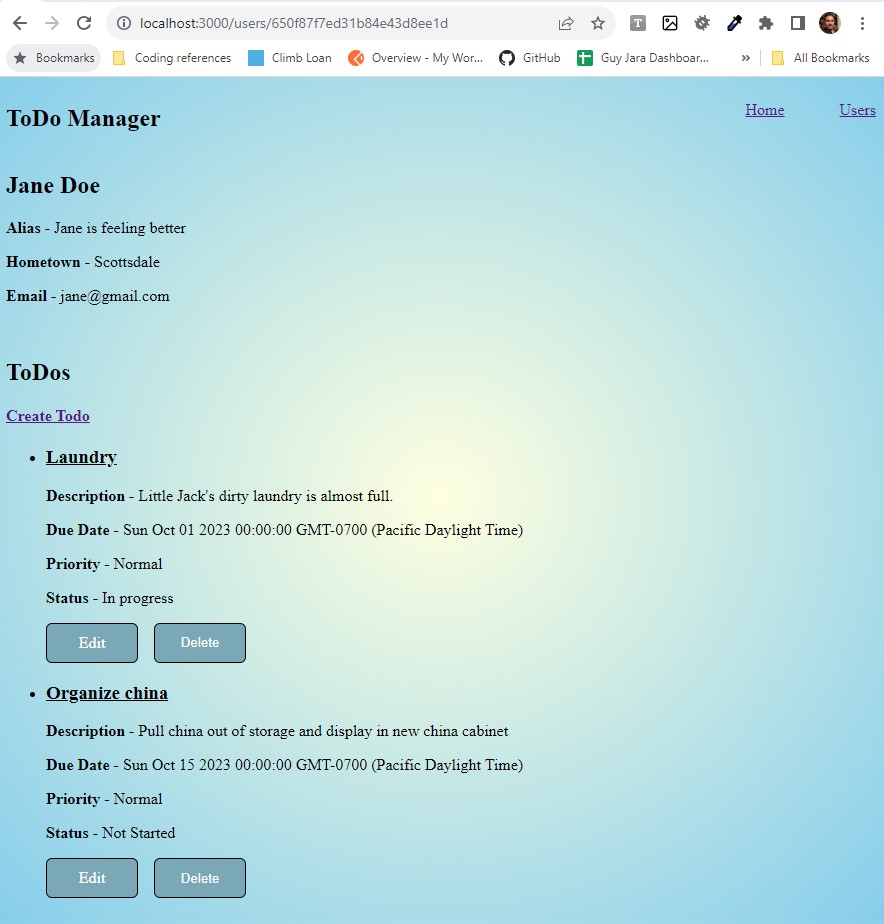 localhost:3000/users/650f87f7ed31b84e43d8ee1d
T
Bookmarks Coding references Climb Loan Overview - My Wor... GitHub Guy Jara Dashboar... » All Bookmarks
ToDo Manager Home Users
Jane Doe
Alias - Jane is feeling better
Hometown - Scottsdale
Email - jane@gmail.com
ToDos
Create Todo
• Laundry
Description - Little Jack's dirty laundry is almost full.
Due Date - Sun Oct 01 2023 00:00:00 GMT-0700 (Pacific Daylight Time)
Priority - Normal
Status - In progress
Edit Delete
• Organize china
Description - Pull china out of storage and display in new china cabinet
Due Date - Sun Oct 15 2023 00:00:00 GMT-0700 (Pacific Daylight Time)
Priority - Normal
Status - Not Started
Edit Delete